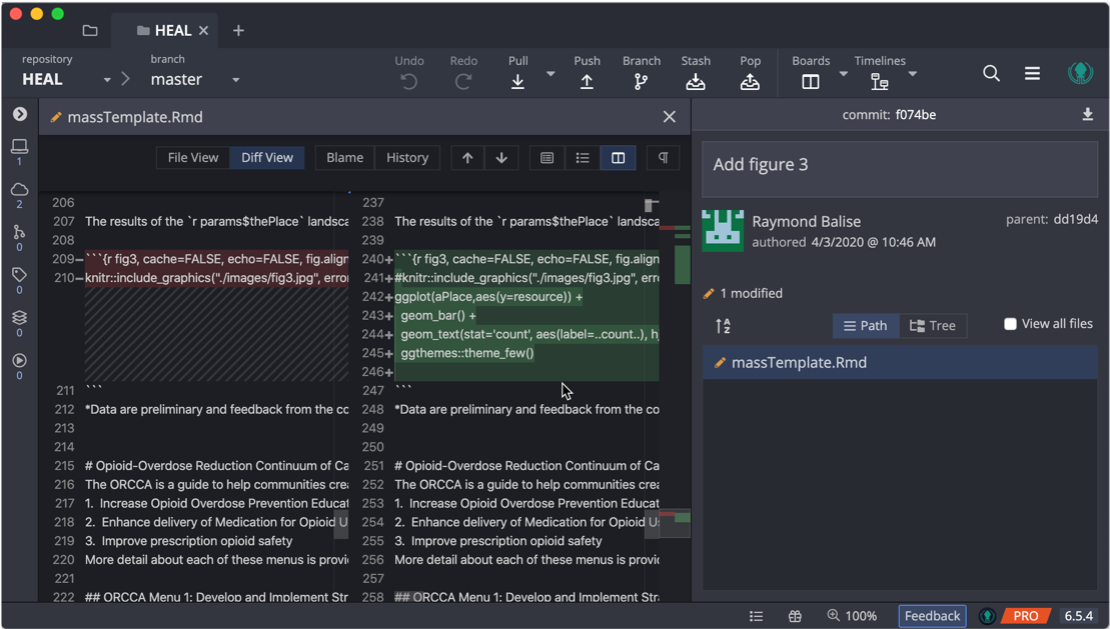 HEAL
repository
HEAL
branch
master
Undo
Redo
Pull
Push
Branch
Stash
Pop
Boards
Timelines
1
2
0
0
0
0
massTemplate.Rmd
File View
Diff View
Blame
History
206
207 The results of the `r params$thePlace` landsca
208
209– ```{r fig3, cache=FALSE, echo=FALSE, fig.align
210– knitr::include_graphics("./images/fig3.jpg", erro
211 ```
212 *Data are preliminary and feedback from the co
213
214
215 # Opioid-Overdose Reduction Continuum of Ca
216 The ORCCA is a guide to help communities crea
217 1. Increase Opioid Overdose Prevention Educat
218 2. Enhance delivery of Medication for Opioid U
219 3. Improve prescription opioid safety
220 More detail about each of these menus is provi
221
222 ## ORCCA Menu 1: Develop and Implement Str
237
238 The results of the `r params$thePlace` landsca
239
240+ ```{r fig3, cache=FALSE, echo=FALSE, fig.align
241+ #knitr::include_graphics("./images/fig3.jpg", erro
242+ ggplot(aPlace,aes(y=resource)) +
243+ geom_bar() +
244+ geom_text(stat='count', aes(label=..count..), h
245+ ggthemes::theme_few()
246+
247 ```
248 *Data are preliminary and feedback from the co
249
250
251 # Opioid-Overdose Reduction Continuum of Ca
252 The ORCCA is a guide to help communities crea
253 1. Increase Opioid Overdose Prevention Educat
254 2. Enhance delivery of Medication for Opioid Us
255 3. Improve prescription opioid safety
256 More detail about each of these menus is provi
257
258 ## ORCCA Menu 1: Develop and Implement Stra
commit: f074be
Add figure 3
Raymond Balise
authored 4/3/2020 @ 10:46 AM
parent: dd19d4
1 modified
Path
Tree
View all files
massTemplate.Rmd
100%
Feedback
PRO
6.5.4